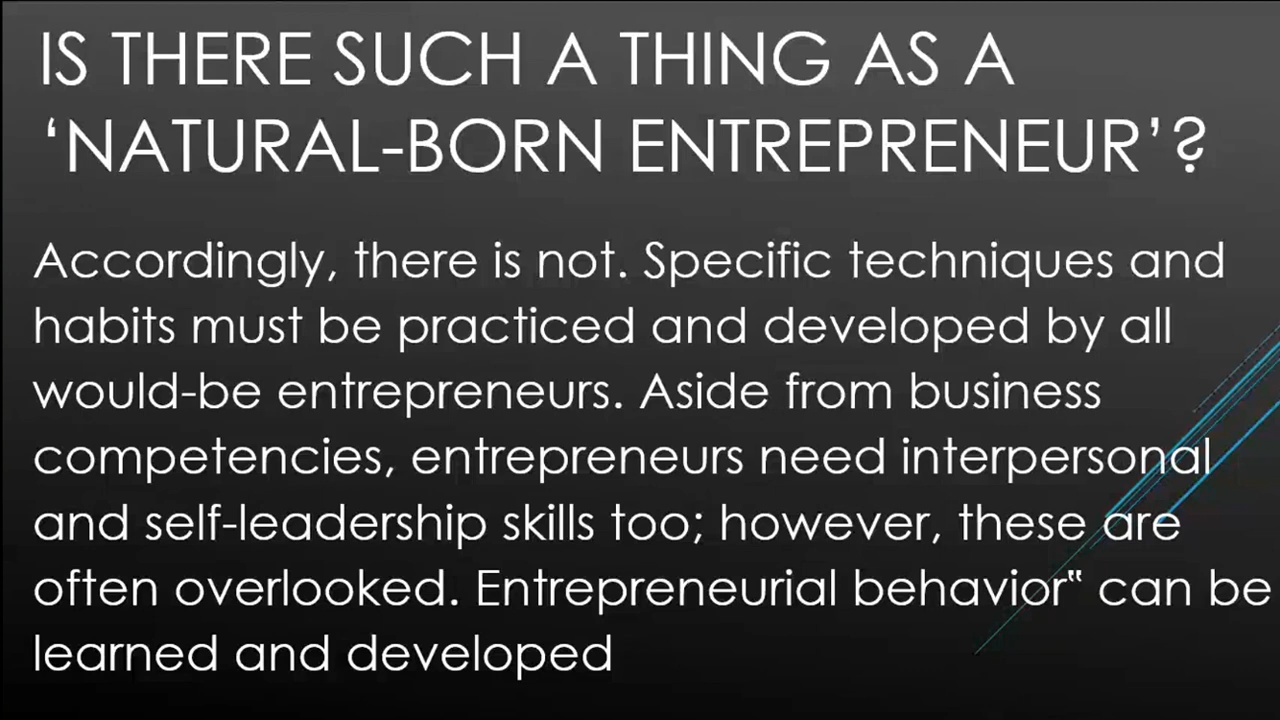 IS THERE SUCH A THING AS A
‘NATURAL-BORN ENTREPRENEUR’?
Accordingly, there is not. Specific techniques and
habits must be practiced and developed by all
would-be entrepreneurs. Aside from business
competencies, entrepreneurs need interpersonal
and self-leadership skills too; however, these are
often overlooked. Entrepreneurial behavior‟ can be
learned and developed